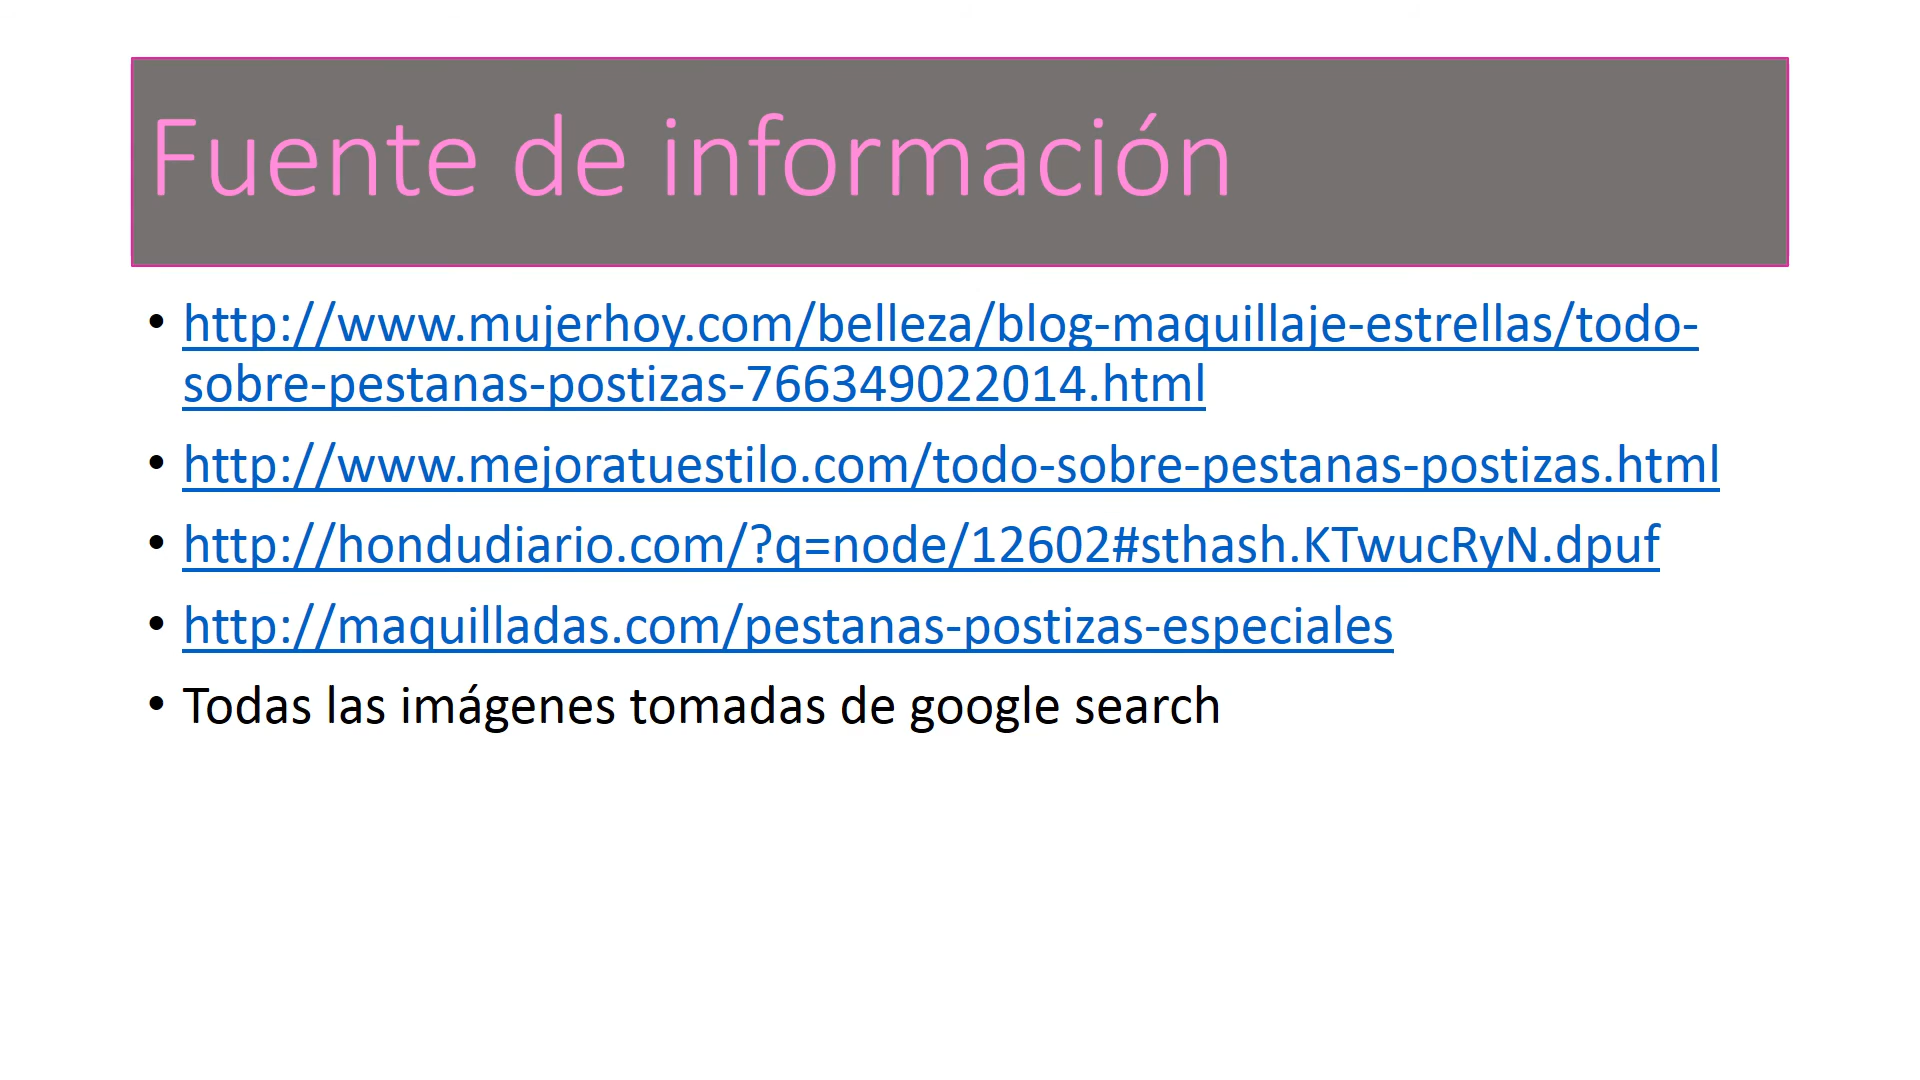 Fuente de información
• http://www.mujerhoy.com/belleza/blog-maquillaje-estrellas/todo-
sobre-pestanas-postizas-766349022014.html
• http://www.mejoratuestilo.com/todo-sobre-pestanas-postizas.html
• http://hondudiario.com/?q=node/12602#sthash.KTwucRyN.dpuf
• http://maquilladas.com/pestanas-postizas-especiales
• Todas las imágenes tomadas de google search